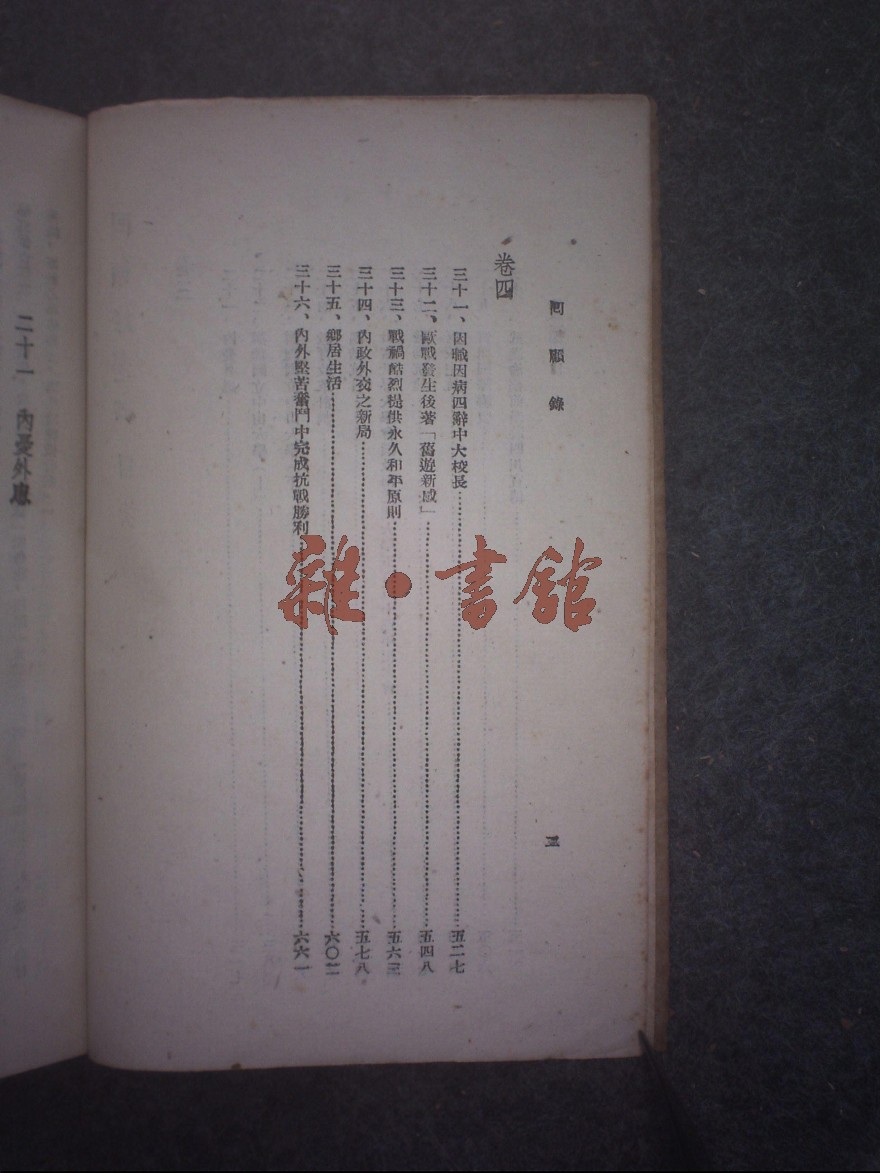 回顧錄
三
卷四
三十一、因職因病四辭中大校長……五二七
三十二、歐戰發生後著「舊遊新感」……五四八
三十三、戰禍酷烈提供永久和平原則……五六三
三十四、內政外交之新局……五七八
三十五、鄉居生活……六〇二
三十六、內外堅苦奮鬥中完成抗戰勝利……六六一
二十一 內憂外患
雜·書館